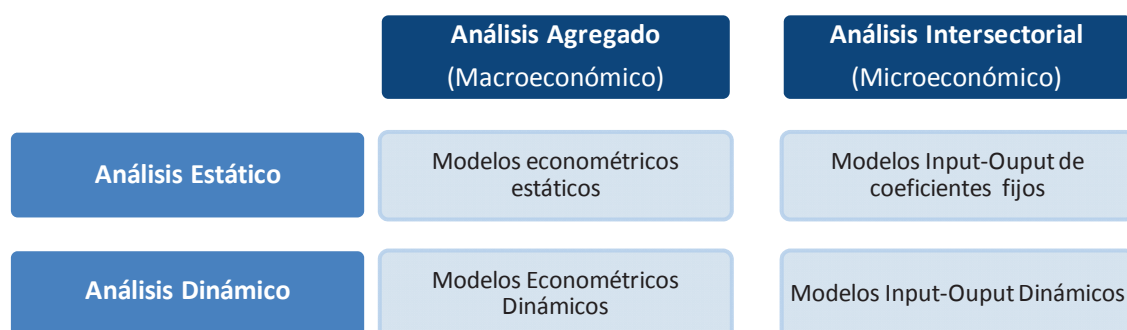 Análisis Agregado
(Macroeconómico)
Análisis Intersectorial
(Microeconómico)
Análisis Estático
Modelos econométricos
estáticos
Modelos Input-Ouput de
coeficientes fijos
Análisis Dinámico
Modelos Econométricos
Dinámicos
Modelos Input-Ouput Dinámicos